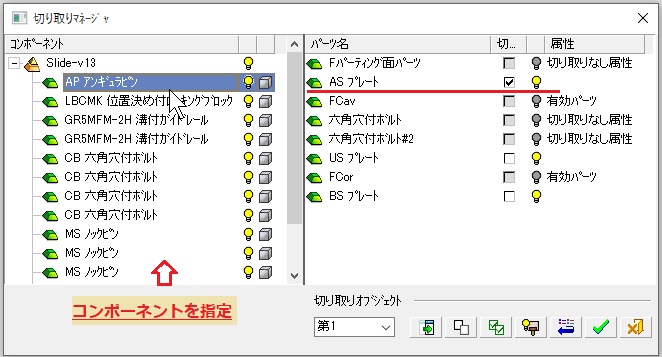 切り取りﾏﾈｰｼﾞｬ
ｺﾝﾎﾟｰﾈﾝﾄ
Slide-v13
AP ｱﾝｷﾞｭﾗﾋﾟﾝ
LBCMK 位置決め付ﾛｯｷﾝｸﾞﾌﾞﾛｯｸ
GR5MFM-2H 溝付ｶﾞｲﾄﾞﾚｰﾙ
GR5MFM-2H 溝付ｶﾞｲﾄﾞﾚｰﾙ
CB 六角穴付ﾎﾞﾙﾄ
CB 六角穴付ﾎﾞﾙﾄ
CB 六角穴付ﾎﾞﾙﾄ
CB 六角穴付ﾎﾞﾙﾄ
MS ﾉｯｸﾋﾟﾝ
MS ﾉｯｸﾋﾟﾝ
MS ﾉｯｸﾋﾟﾝ
コンポーネントを指定
ﾊﾟｰﾂ名 切... 属性
Fﾊﾟｰﾃｨﾝｸﾞ面ﾊﾟｰﾂ 切り取りなし属性
AS ﾌﾟﾚｰﾄ
FCav 有効ﾊﾟｰﾂ
六角穴付ﾎﾞﾙﾄ 切り取りなし属性
六角穴付ﾎﾞﾙﾄ#2 切り取りなし属性
US ﾌﾟﾚｰﾄ
FCor 有効ﾊﾟｰﾂ
BS ﾌﾟﾚｰﾄ
切り取りｵﾌﾞｼﾞｪｸﾄ
第1